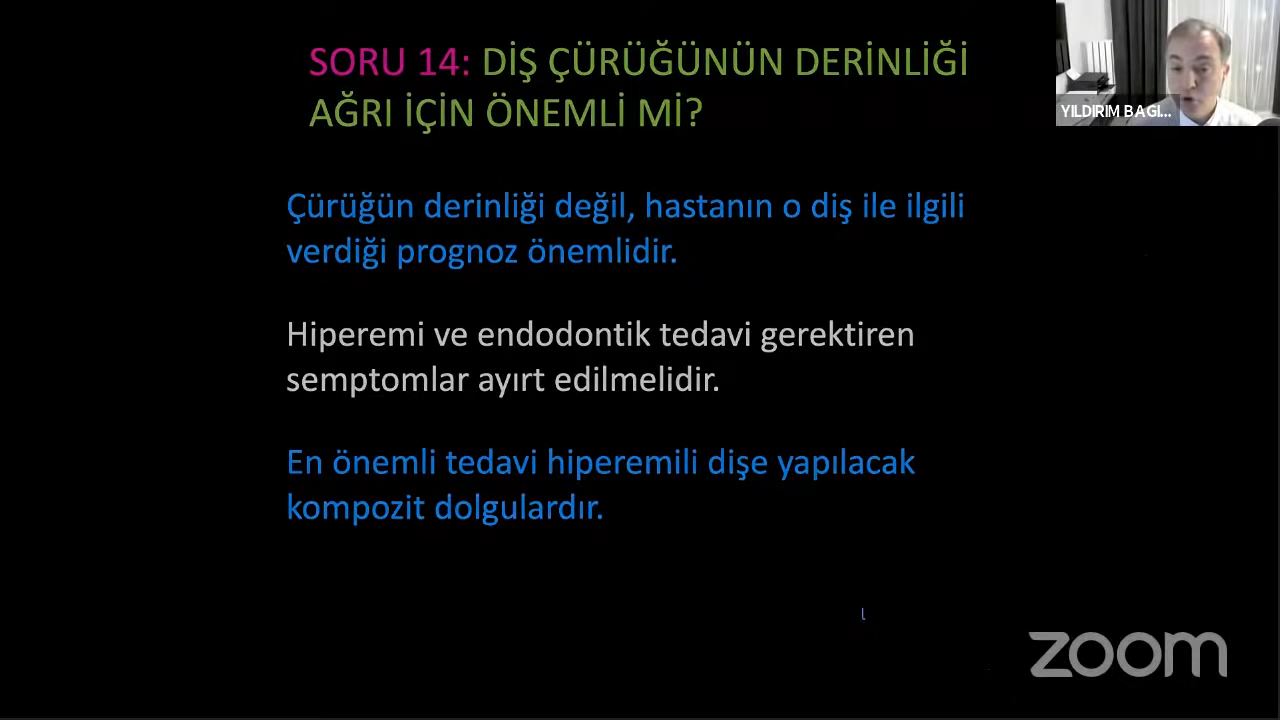 SORU 14: DİŞ ÇÜRÜĞÜNÜN DERİNLİĞİ
AĞRI İÇİN ÖNEMLİ Mİ?
YILDIRIM BAGI...
Çürüğün derinliği değil, hastanın o diş ile ilgili
verdiği prognoz önemlidir.
Hiperemi ve endodontik tedavi gerektiren
semptomlar ayırt edilmelidir.
En önemli tedavi hiperemili dişe yapılacak
kompozit dolgulardır.
zoom